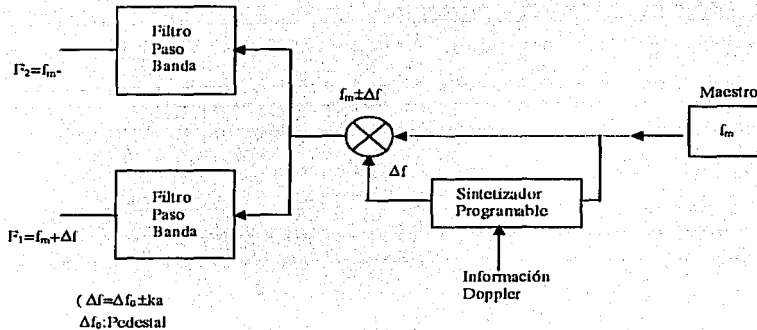 Filtro
Paso
Banda
F₂=fₘ-
fₘ±Δf
Maestro
fₘ
Δf
Filtro
Paso
Banda
Sintetizador
Programable
F₁=fₘ+Δf
Información
Doppler
( Δf=Δf₀±ka
Δf₀:Pedestal